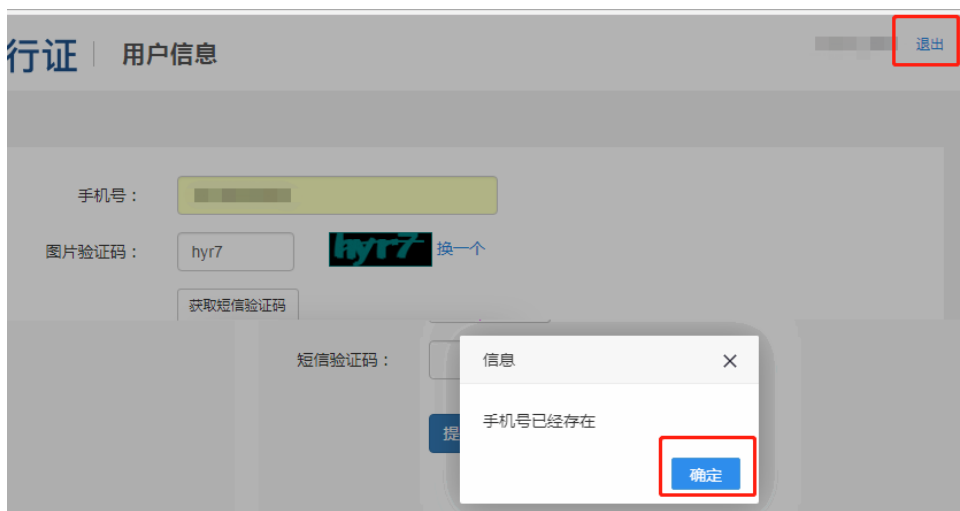 行证 用户信息 退出
手机号：
图片验证码： hyr7 hyr7 换一个
获取短信验证码
短信验证码： 信息
手机号已经存在
提
确定